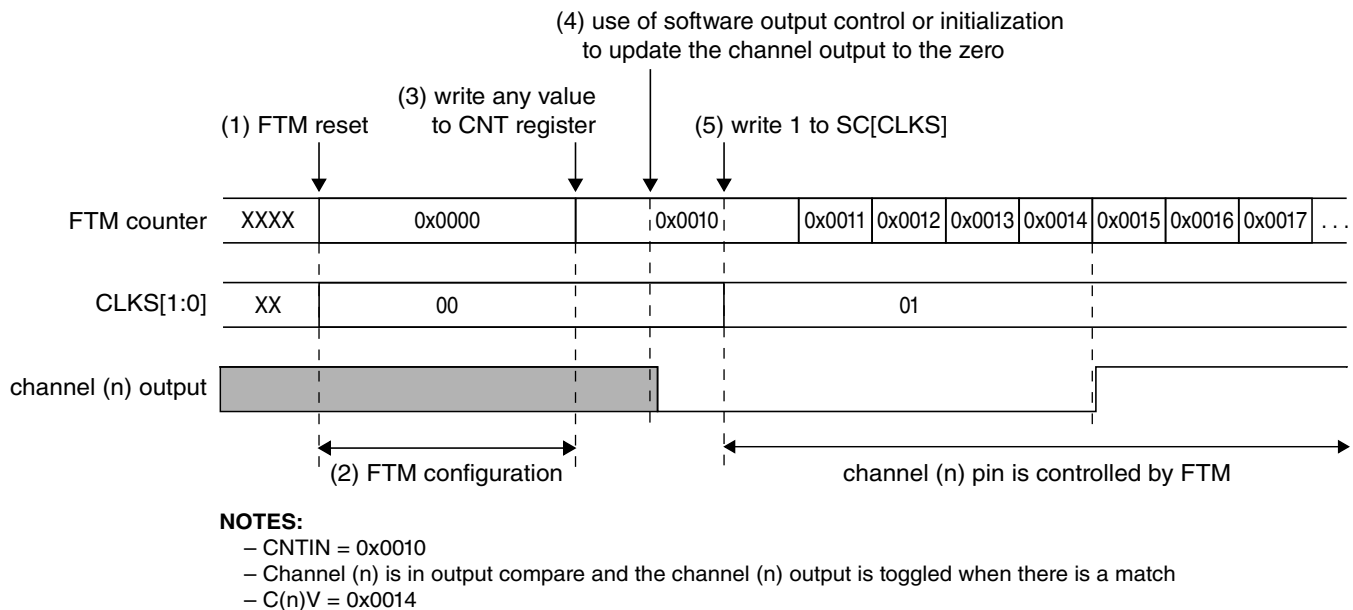 (4) use of software output control or initialization
to update the channel output to the zero
(3) write any value
to CNT register
(1) FTM reset
(5) write 1 to SC[CLKS]
FTM counter XXXX 0x0000 0x0010 0x0011 0x0012 0x0013 0x0014 0x0015 0x0016 0x0017 . . .
CLKS[1:0] XX 00 01
channel (n) output
(2) FTM configuration
channel (n) pin is controlled by FTM
NOTES:
– CNTIN = 0x0010
– Channel (n) is in output compare and the channel (n) output is toggled when there is a match
– C(n)V = 0x0014